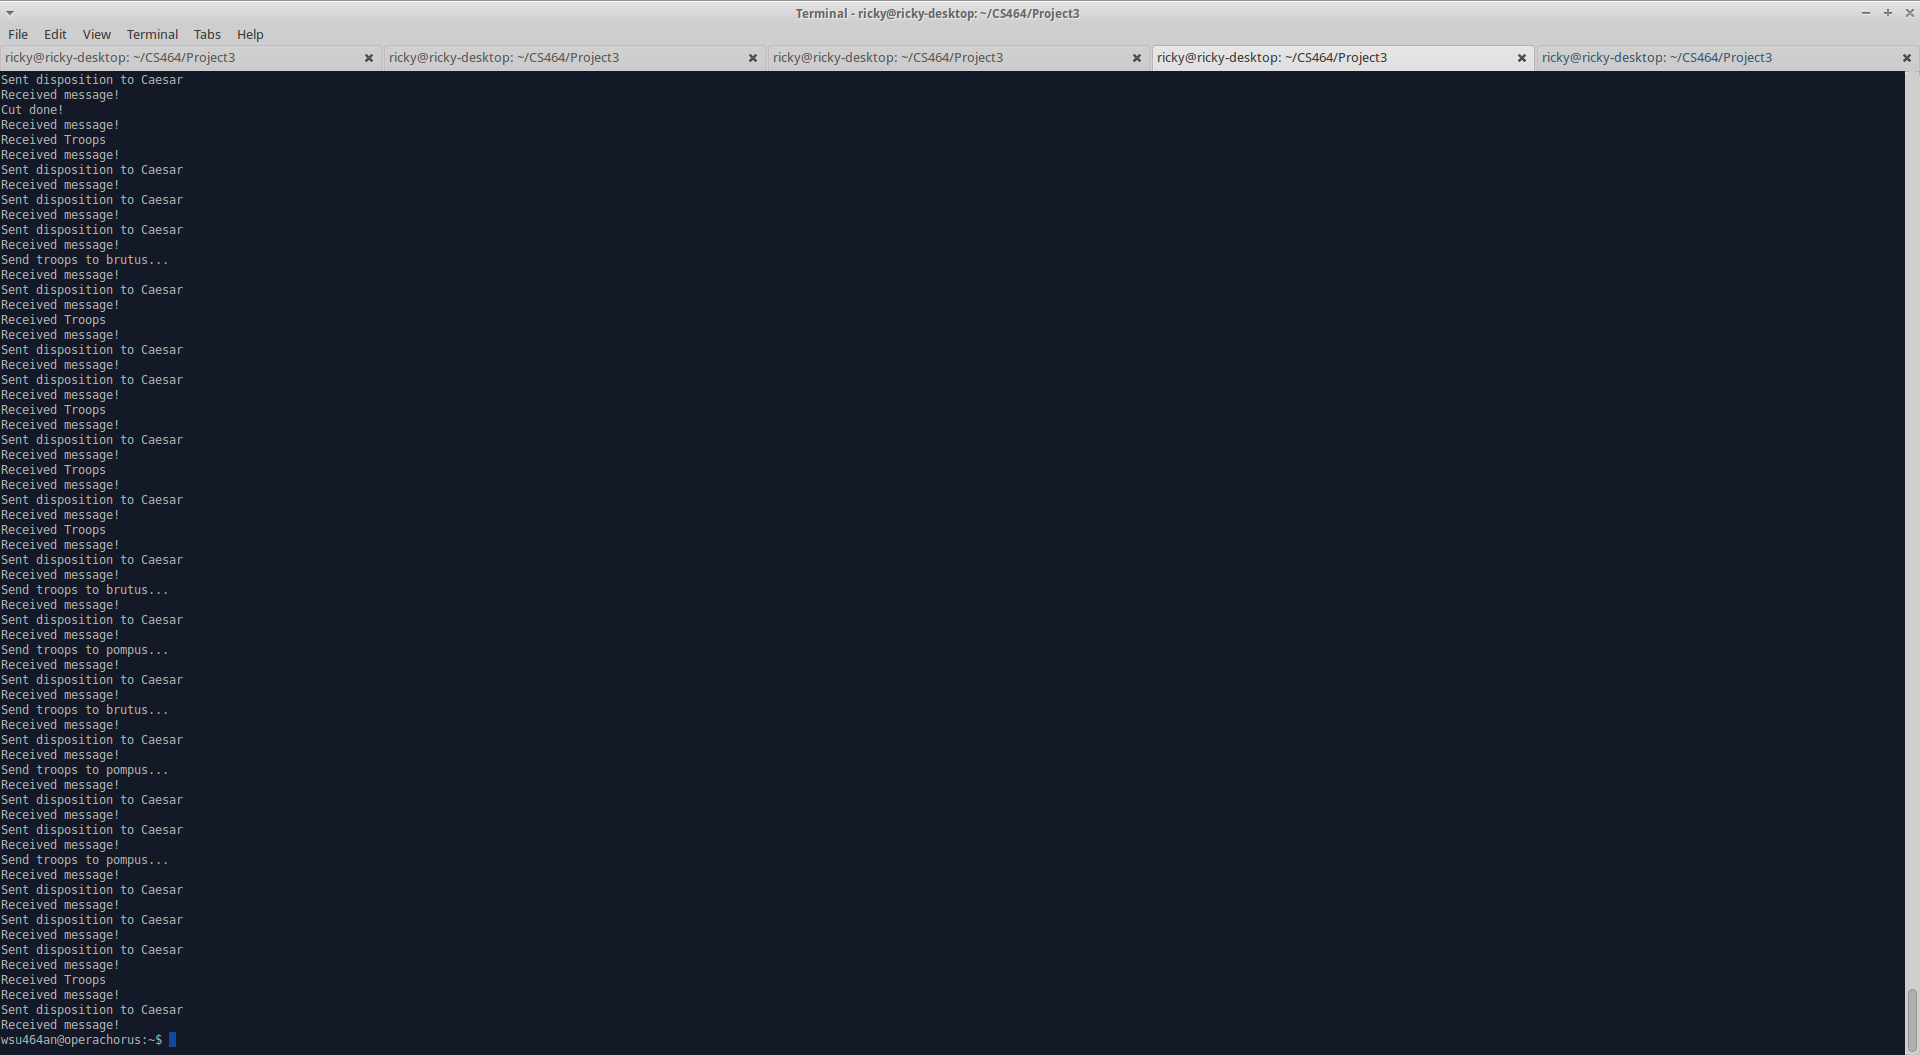 Terminal - ricky@ricky-desktop: ~/CS464/Project3
File Edit View Terminal Tabs Help
ricky@ricky-desktop: ~/CS464/Project3 ricky@ricky-desktop: ~/CS464/Project3 ricky@ricky-desktop: ~/CS464/Project3 ricky@ricky-desktop: ~/CS464/Project3 ricky@ricky-desktop: ~/CS464/Project3
Sent disposition to Caesar
Received message!
Cut done!
Received message!
Received Troops
Received message!
Sent disposition to Caesar
Received message!
Sent disposition to Caesar
Received message!
Sent disposition to Caesar
Received message!
Send troops to brutus...
Received message!
Sent disposition to Caesar
Received message!
Received Troops
Received message!
Sent disposition to Caesar
Received message!
Sent disposition to Caesar
Received message!
Received Troops
Received message!
Sent disposition to Caesar
Received message!
Received Troops
Received message!
Sent disposition to Caesar
Received message!
Received Troops
Received message!
Sent disposition to Caesar
Received message!
Send troops to brutus...
Received message!
Sent disposition to Caesar
Received message!
Send troops to pompus...
Received message!
Sent disposition to Caesar
Received message!
Send troops to brutus...
Received message!
Sent disposition to Caesar
Received message!
Send troops to pompus...
Received message!
Sent disposition to Caesar
Received message!
Sent disposition to Caesar
Received message!
Send troops to pompus...
Received message!
Sent disposition to Caesar
Received message!
Sent disposition to Caesar
Received message!
Sent disposition to Caesar
Received message!
Received Troops
Received message!
Sent disposition to Caesar
Received message!
wsu464an@operachorus:~$